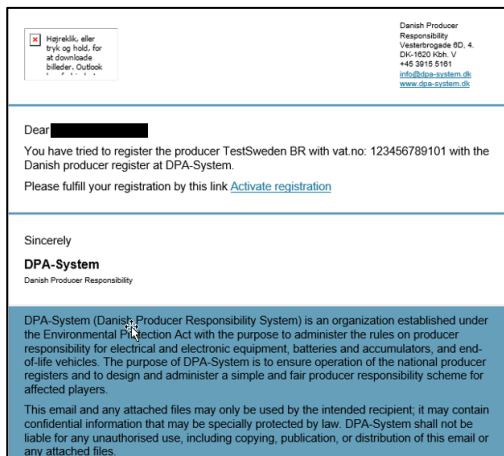 Højreklik, eller
tryk og hold, for
at downloade
billeder. Outlook
Danish Producer
Responsibility
Vesterbrogade 6D, 4.
DK-1620 Kbh. V
+45 3915 5161
info@dpa-system.dk
www.dpa-system.dk
Dear
You have tried to register the producer TestSweden BR with vat.no: 123456789101 with the
Danish producer register at DPA-System.
Please fulfill your registration by this link Activate registration
Sincerely
DPA-System
Danish Producer Responsibility
DPA-System (Danish Producer Responsibility System) is an organization established under
the Environmental Protection Act with the purpose to administer the rules on producer
responsibility for electrical and electronic equipment, batteries and accumulators, and end-
of-life vehicles. The purpose of DPA-System is to ensure operation of the national producer
registers and to design and administer a simple and fair producer responsibility scheme for
affected players.
This email and any attached files may only be used by the intended recipient; it may contain
confidential information that may be specially protected by law. DPA-System shall not be
liable for any unauthorised use, including copying, publication, or distribution of this email or
any attached files.